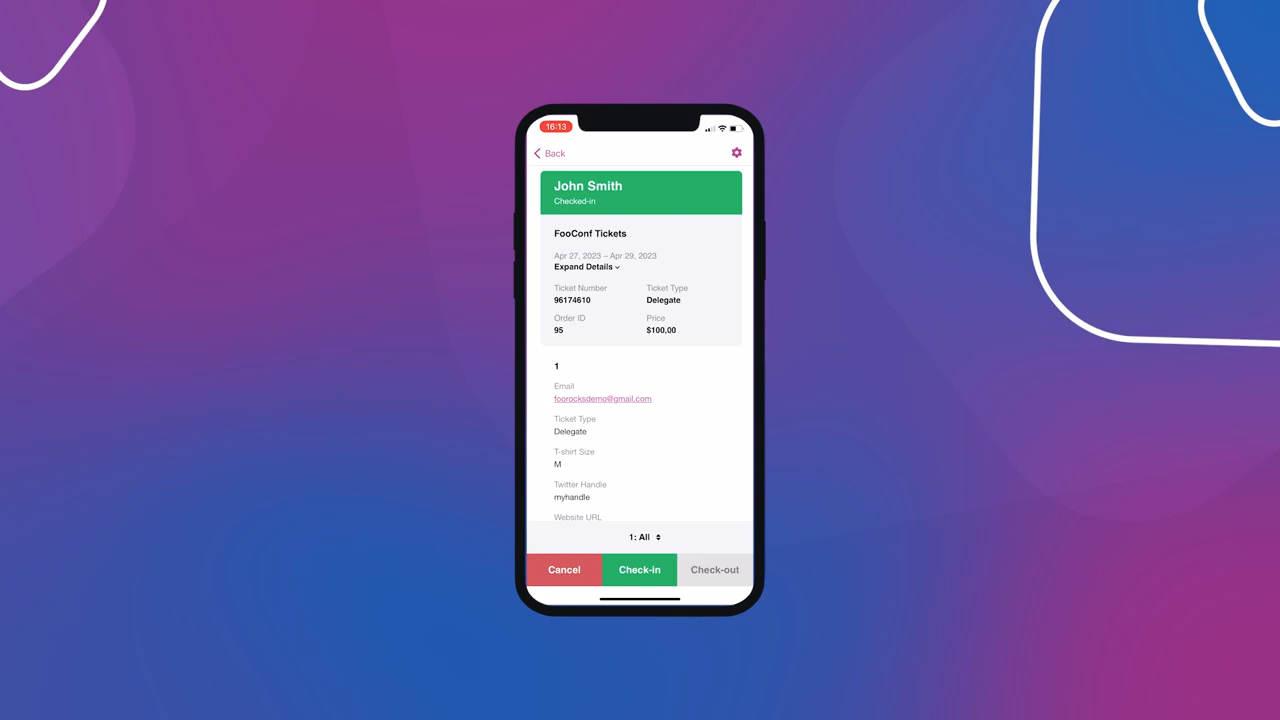 16:13
Back
John Smith
Checked-in
FooConf Tickets
Apr 27, 2023 – Apr 29, 2023
Expand Details
Ticket Number Ticket Type
96174610 Delegate
Order ID Price
95 $100,00
1
Email
foorocksdemo@gmail.com
Ticket Type
Delegate
T-shirt Size
M
Twitter Handle
myhandle
Website URL
1: All
Cancel Check-in Check-out